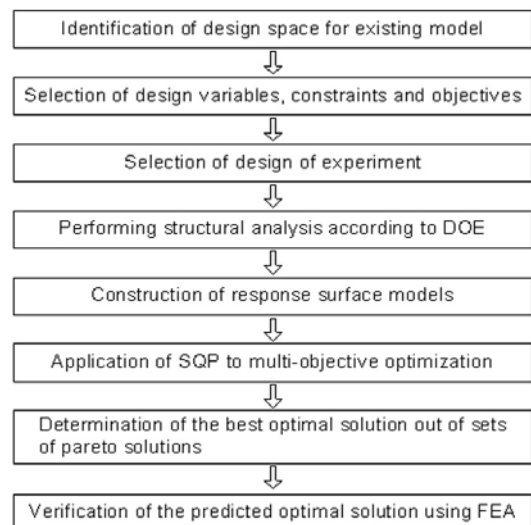 Identification of design space for existing model
Selection of design variables, constraints and objectives
Selection of design of experiment
Performing structural analysis according to DOE
Construction of response surface models
Application of SQP to multi-objective optimization
Determination of the best optimal solution out of sets
of pareto solutions
Verification of the predicted optimal solution using FEA